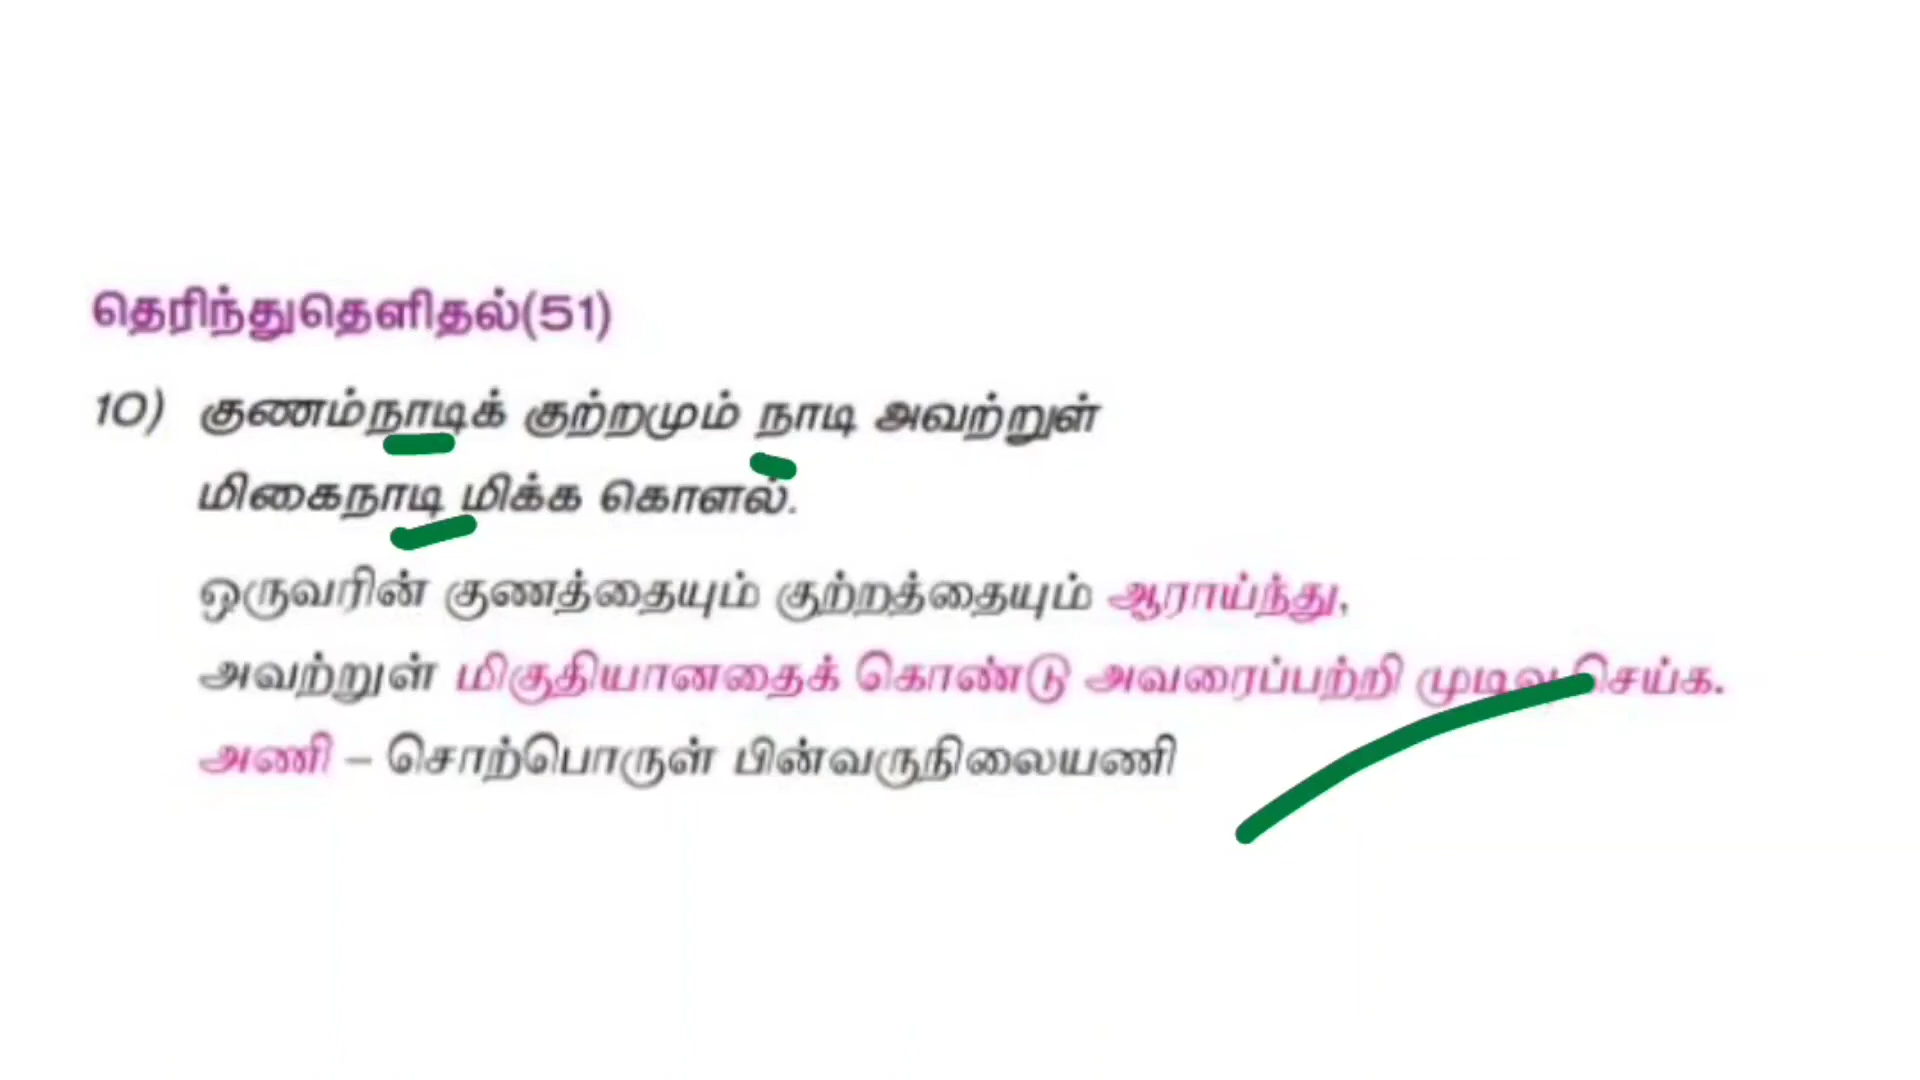 தெரிந்துதெளிதல்(51)
10) குணம்நாடிக் குற்றமும் நாடி அவற்றுள்
மிகைநாடி மிக்க கொளல்.
ஒருவரின் குணத்தையும் குற்றத்தையும் ஆராய்ந்து,
அவற்றுள் மிகுதியானதைக் கொண்டு அவரைப்பற்றி முடிவு செய்க.
அணி – சொற்பொருள் பின்வருநிலையணி